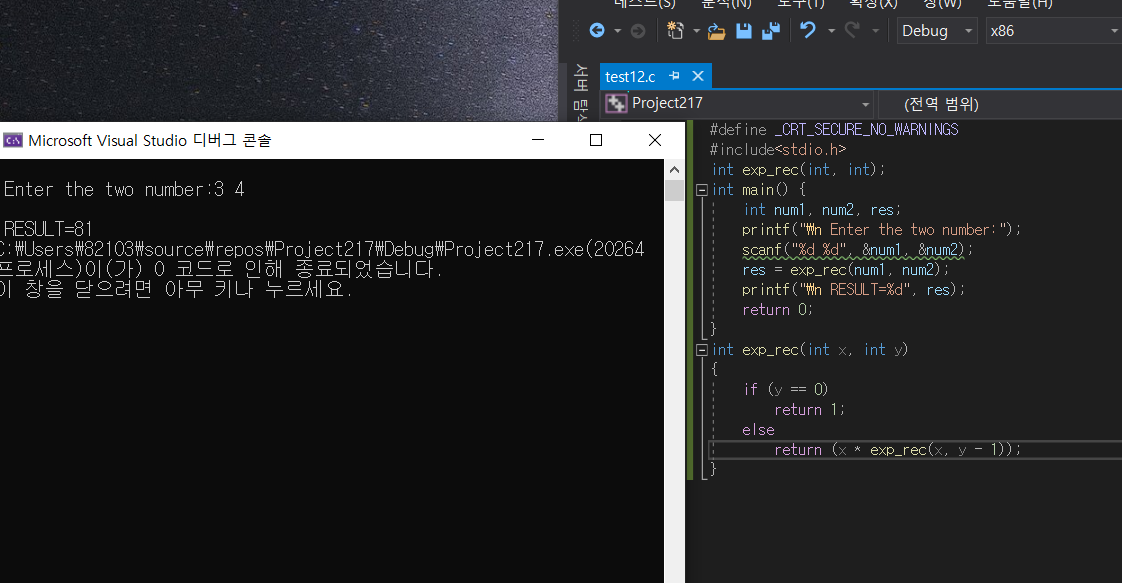 테스트(S) 분석(N) 도구(T) 확장(X) 창(W) 도움말(H)
Debug x86
test12.c
Project217 (전역 범위)
Microsoft Visual Studio 디버그 콘솔
Enter the two number:3 4
RESULT=81
C:₩Users₩82103₩source₩repos₩Project217₩Debug₩Project217.exe(20264
프로세스)이(가) 0 코드로 인해 종료되었습니다.
이 창을 닫으려면 아무 키나 누르세요.
#define _CRT_SECURE_NO_WARNINGS
#include<stdio.h>
int exp_rec(int, int);
int main() {
int num1, num2, res;
printf("₩n Enter the two number:");
scanf("%d %d", &num1, &num2);
res = exp_rec(num1, num2);
printf("₩n RESULT=%d", res);
return 0;
}
int exp_rec(int x, int y)
{
if (y == 0)
return 1;
else
return (x * exp_rec(x, y - 1));
}